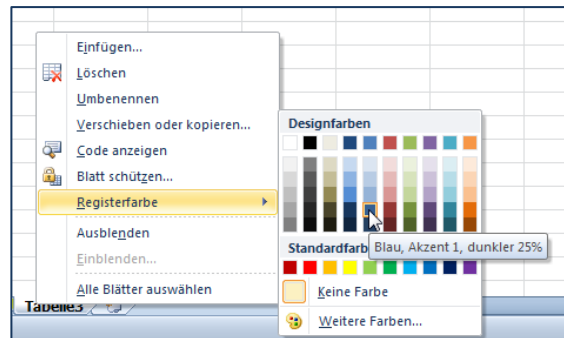 Einfügen...
Löschen
Umbenennen
Verschieben oder kopieren...
Code anzeigen
Blatt schützen...
Registerfarbe
Ausblenden
Einblenden...
Alle Blätter auswählen
Tabelle3
Designfarben
Standardfarb
Blau, Akzent 1, dunkler 25%
Keine Farbe
Weitere Farben...